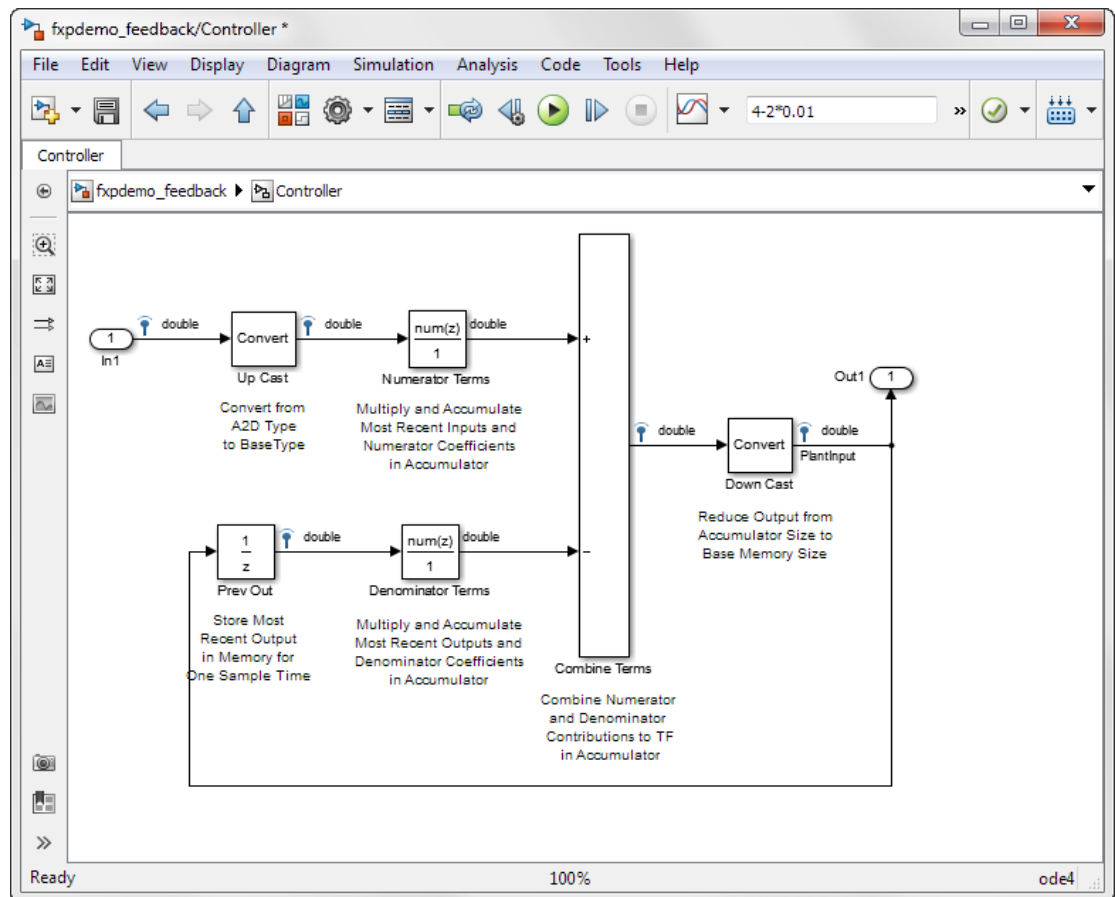 fxpdemo_feedback/Controller *
File Edit View Display Diagram Simulation Analysis Code Tools Help
4-2*0.01
»
Controller
fxpdemo_feedback Controller
1
In1
double
Convert
Up Cast
Convert from
A2D Type
to BaseType
double
num(z)
1
Numerator Terms
Multiply and Accumulate
Most Recent Inputs and
Numerator Coefficients
in Accumulator
double
+
−
Combine Terms
Combine Numerator
and Denominator
Contributions to TF
in Accumulator
double
Convert
Down Cast
Reduce Output from
Accumulator Size to
Base Memory Size
double
PlantInput
Out1
1
1
z
Prev Out
Store Most
Recent Output
in Memory for
One Sample Time
double
num(z)
1
Denominator Terms
Multiply and Accumulate
Most Recent Outputs and
Denominator Coefficients
in Accumulator
double
A
»
Ready 100% ode4